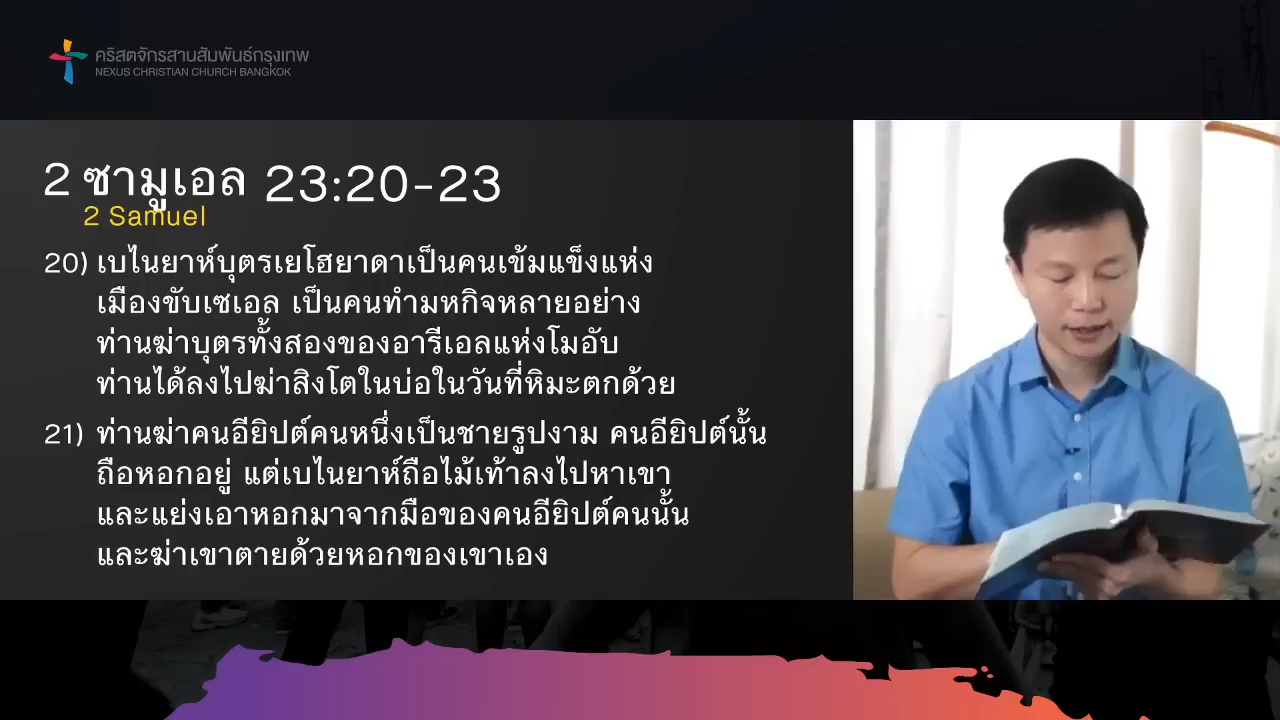 คริสตจักรสานสัมพันธ์กรุงเทพ
NEXUS CHRISTIAN CHURCH BANGKOK
2 ซามูเอล 23:20-23
2 Samuel
20) เบไนยาห์บุตรเยโฮยาดาเป็นคนเข้มแข็งแห่ง
เมืองขับเซเอล เป็นคนทำมหกิจหลายอย่าง
ท่านฆ่าบุตรทั้งสองของอารีเอลแห่งโมอับ
ท่านได้ลงไปฆ่าสิงโตในบ่อในวันที่หิมะตกด้วย
21) ท่านฆ่าคนอียิปต์คนหนึ่งเป็นชายรูปงาม คนอียิปต์นั้น
ถือหอกอยู่ แต่เบไนยาห์ถือไม้เท้าลงไปหาเขา
และแย่งเอาหอกมาจากมือของคนอียิปต์คนนั้น
และฆ่าเขาตายด้วยหอกของเขาเอง